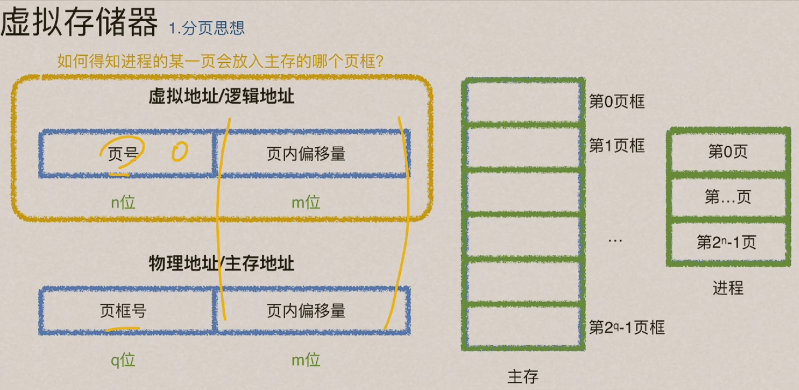 虚拟存储器 1.分页思想
如何得知进程的某一页会放入主存的哪个页框?
虚拟地址/逻辑地址
页号 0 页内偏移量
n位 m位
物理地址/主存地址
页框号 页内偏移量
q位 m位
第0页框
第1页框
...
第2q-1页框
主存
第0页
第...页
第2n-1页
进程